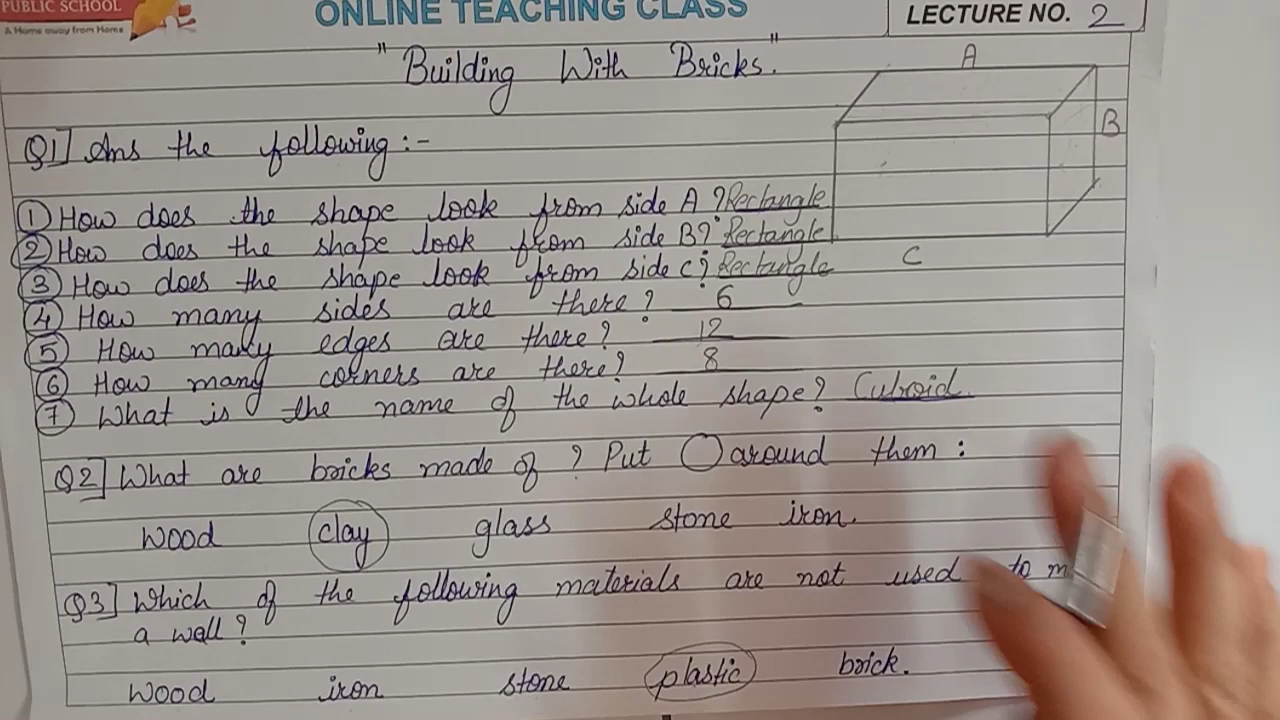 PUBLIC SCHOOL
A Home away from Home
ONLINE TEACHING CLASS
LECTURE NO. 2
"Building With Bricks."
A
B
C
Q1] Ans the following :-
① How does the shape look from side A? Rectangle
② How does the shape look from side B? Rectangle
③ How does the shape look from side C? Rectangle
④ How many sides are there? 6
⑤ How many edges are there? 12
⑥ How many corners are there? 8
⑦ What is the name of the whole shape? Cuboid.
Q2] What are bricks made of ? Put ◯ around them :
wood clay glass stone iron.
Q3] Which of the following materials are not used to
a wall?
wood iron stone plastic brick.